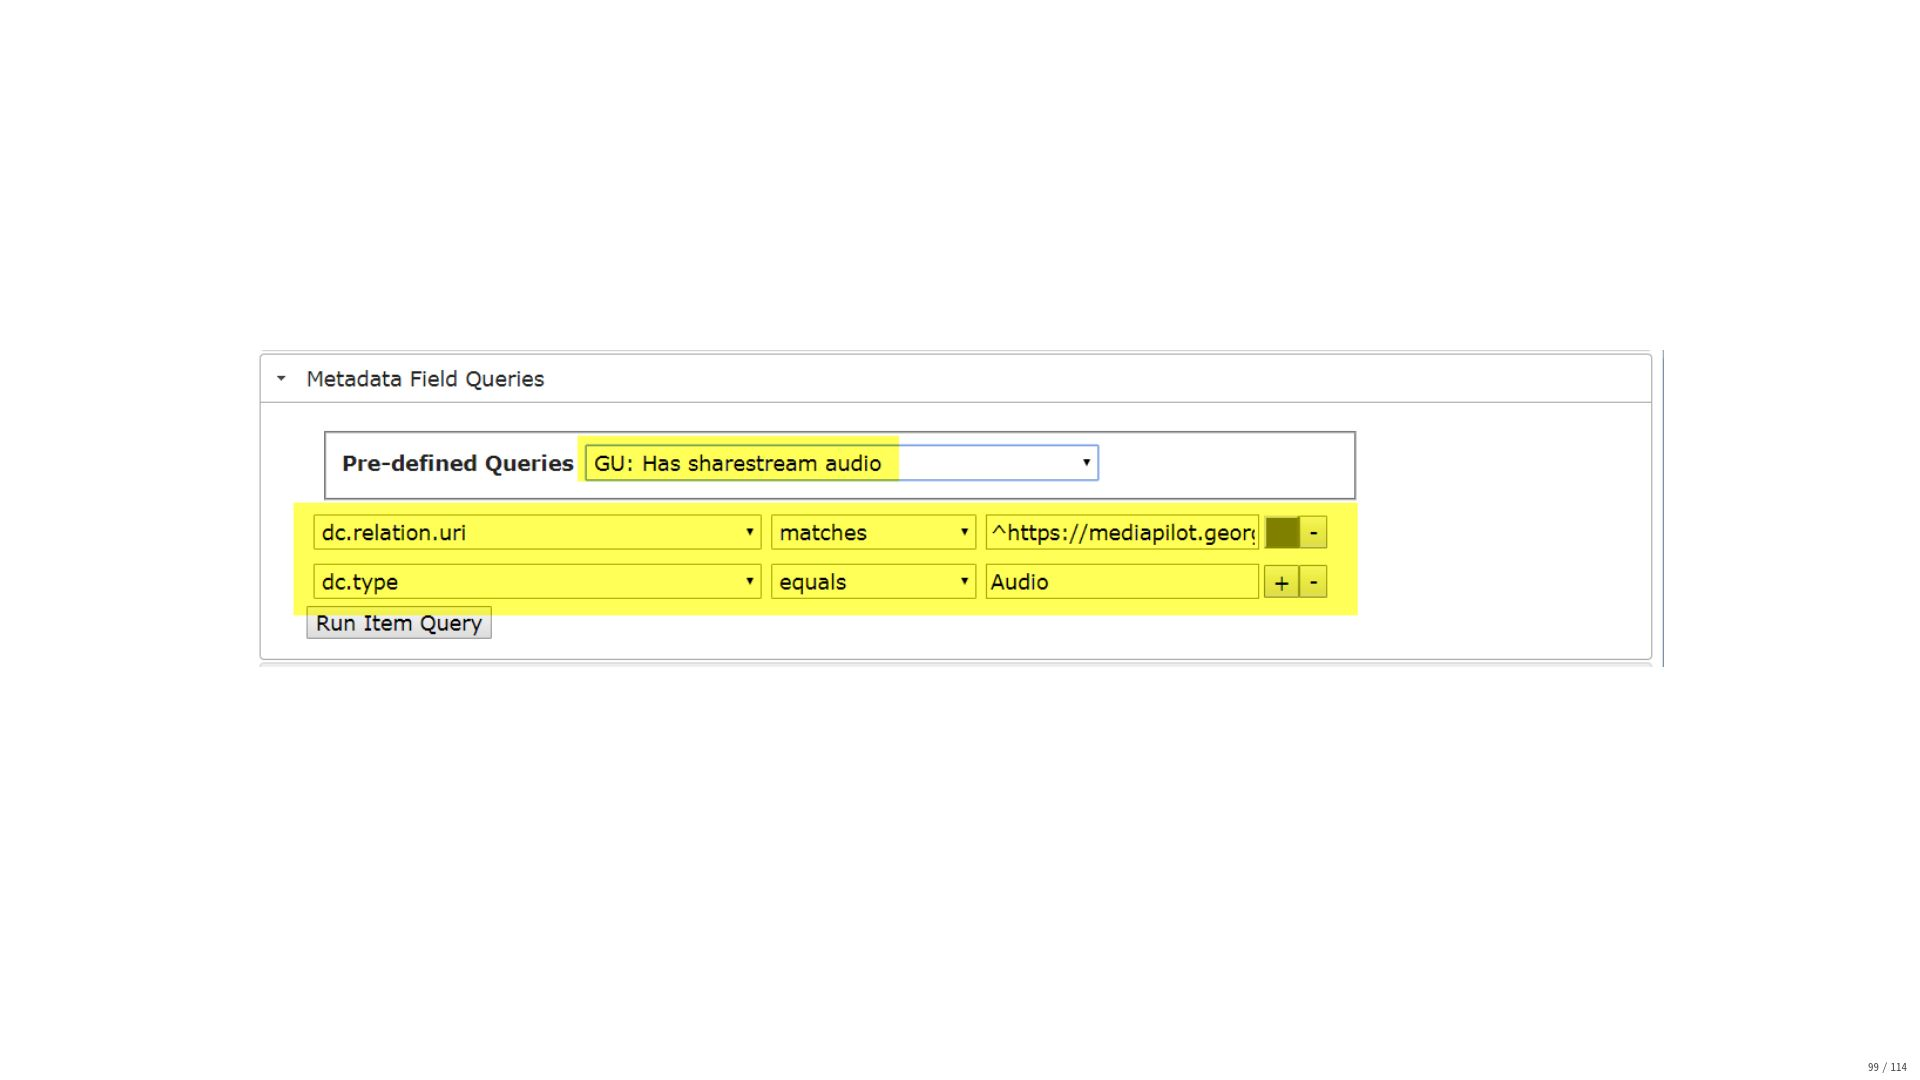 Metadata Field Queries
Pre-defined Queries GU: Has sharestream audio
dc.relation.uri matches ^https://mediapilot.georg -
dc.type equals Audio + -
Run Item Query
99 / 114